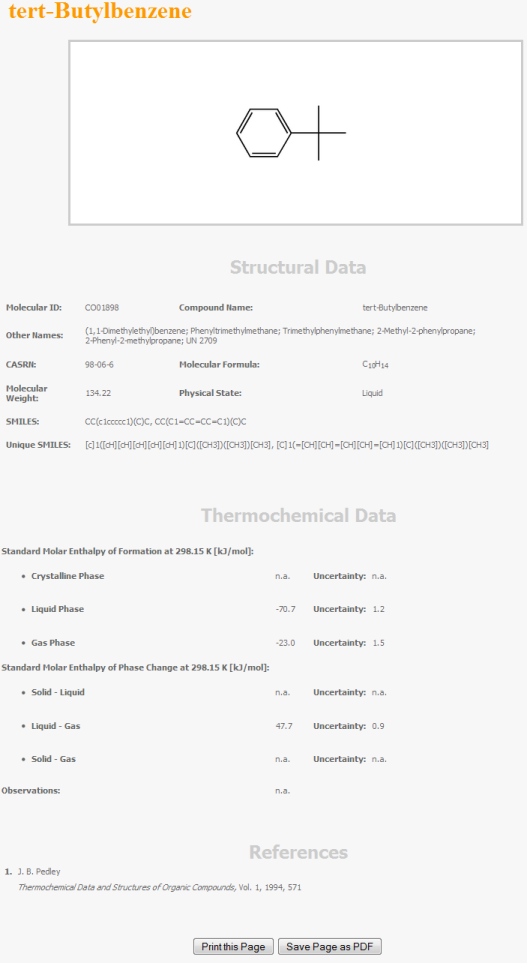 tert-Butylbenzene
Structural Data
Molecular ID: CO01898 Compound Name: tert-Butylbenzene
Other Names: (1,1-Dimethylethyl)benzene; Phenyltrimethylmethane; Trimethylphenylmethane; 2-Methyl-2-phenylpropane;
2-Phenyl-2-methylpropane; UN 2709
CASRN: 98-06-6 Molecular Formula: C10H14
Molecular
Weight: 134.22 Physical State: Liquid
SMILES: CC(c1ccccc1)(C)C, CC(C1=CC=CC=C1)(C)C
Unique SMILES: [c]1([cH][cH][cH][cH][cH]1)[C]([CH3])([CH3])[CH3], [C]1(=[CH][CH]=[CH][CH]=[CH]1)[C]([CH3])([CH3])[CH3]
Thermochemical Data
Standard Molar Enthalpy of Formation at 298.15 K [kJ/mol]:
• Crystalline Phase n.a. Uncertainty: n.a.
• Liquid Phase -70.7 Uncertainty: 1.2
• Gas Phase -23.0 Uncertainty: 1.5
Standard Molar Enthalpy of Phase Change at 298.15 K [kJ/mol]:
• Solid - Liquid n.a. Uncertainty: n.a.
• Liquid - Gas 47.7 Uncertainty: 0.9
• Solid - Gas n.a. Uncertainty: n.a.
Observations: n.a.
References
1. J. B. Pedley
Thermochemical Data and Structures of Organic Compounds, Vol. 1, 1994, 571
Print this Page Save Page as PDF